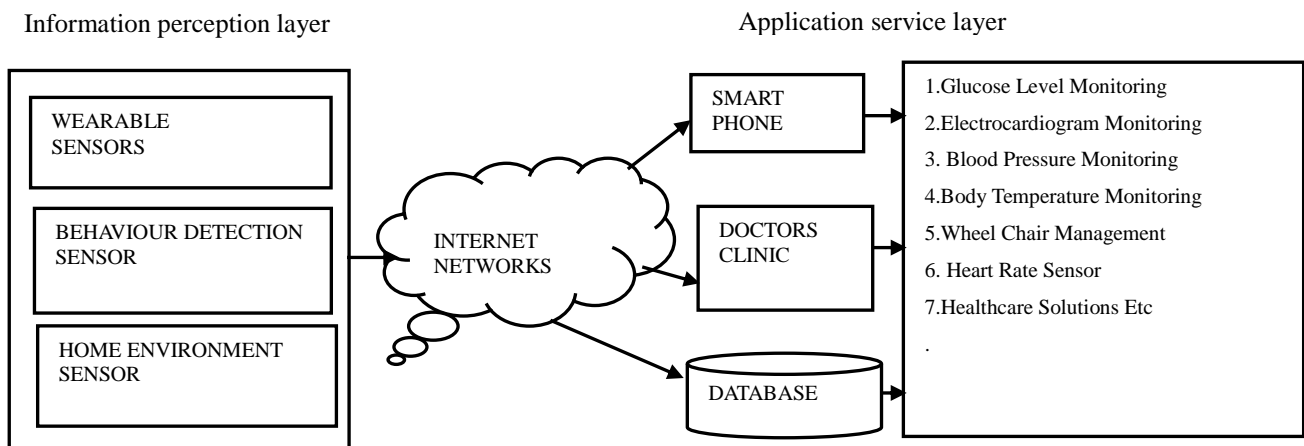 Information perception layer
Application service layer
WEARABLE
SENSORS
BEHAVIOUR DETECTION
SENSOR
HOME ENVIRONMENT
SENSOR
INTERNET
NETWORKS
SMART
PHONE
DOCTORS
CLINIC
DATABASE
1.Glucose Level Monitoring
2.Electrocardiogram Monitoring
3. Blood Pressure Monitoring
4.Body Temperature Monitoring
5.Wheel Chair Management
6. Heart Rate Sensor
7.Healthcare Solutions Etc
.